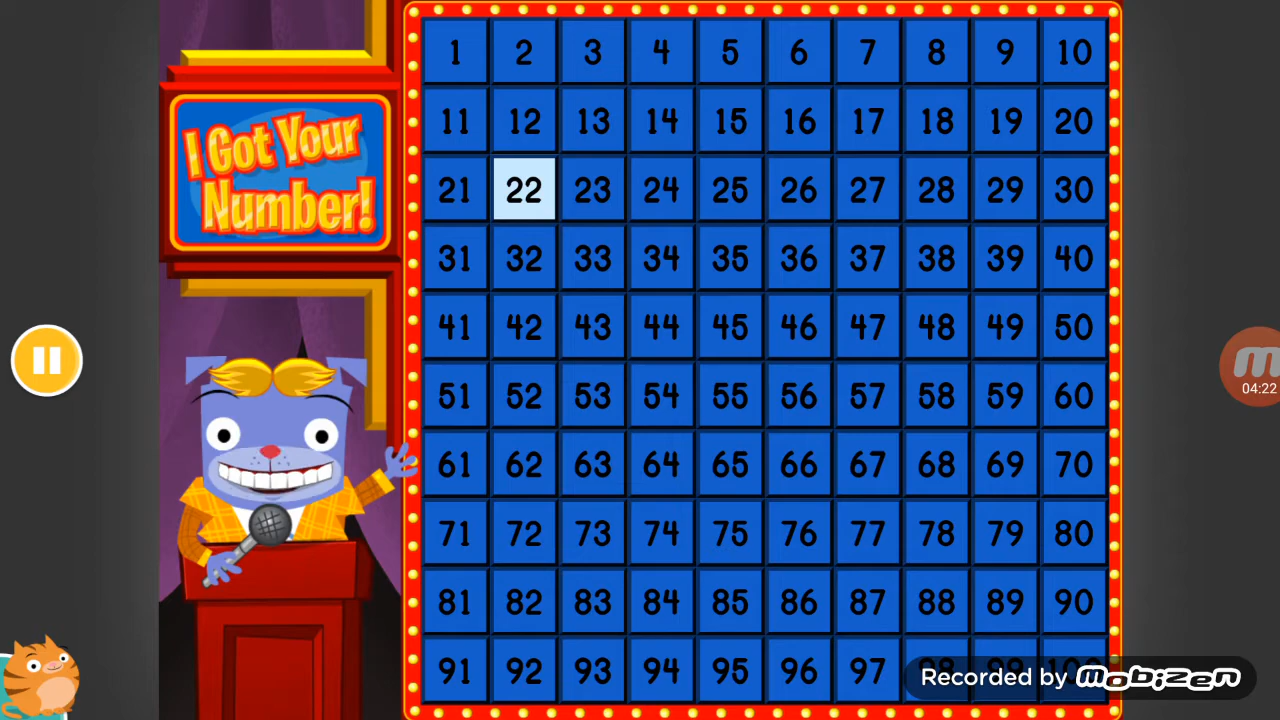 I Got Your
Number!
1 2 3 4 5 6 7 8 9 10
11 12 13 14 15 16 17 18 19 20
21 22 23 24 25 26 27 28 29 30
31 32 33 34 35 36 37 38 39 40
41 42 43 44 45 46 47 48 49 50
51 52 53 54 55 56 57 58 59 60
61 62 63 64 65 66 67 68 69 70
71 72 73 74 75 76 77 78 79 80
81 82 83 84 85 86 87 88 89 90
91 92 93 94 95 96 97 98 99 100
04:22
Recorded by Mobizen